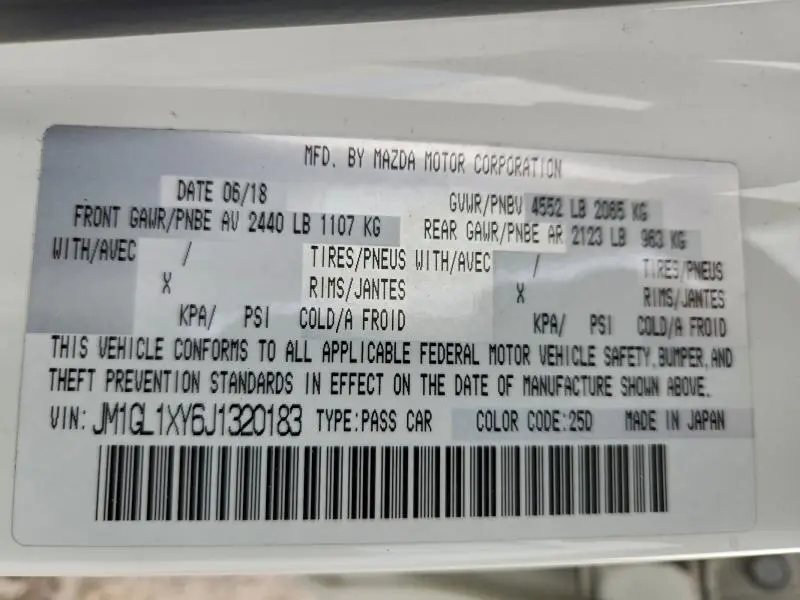 MFD. BY MAZDA MOTOR CORPORATION
DATE 06/18 GVWR/PNBV 4552 LB 2065 KG
FRONT GAWR/PNBE AV 2440 LB 1107 KG REAR GAWR/PNBE AR 2123 LB 963 KG
WITH/AVEC / TIRES/PNEUS WITH/AVEC / TIRES/PNEUS
X RIMS/JANTES X RIMS/JANTES
KPA/ PSI COLD/A FROID KPA/ PSI COLD/A FROID
THIS VEHICLE CONFORMS TO ALL APPLICABLE FEDERAL MOTOR VEHICLE SAFETY, BUMPER, AND
THEFT PREVENTION STANDARDS IN EFFECT ON THE DATE OF MANUFACTURE SHOWN ABOVE.
VIN: JM1GL1XY6J1320183 TYPE:PASS CAR COLOR CODE:25D MADE IN JAPAN